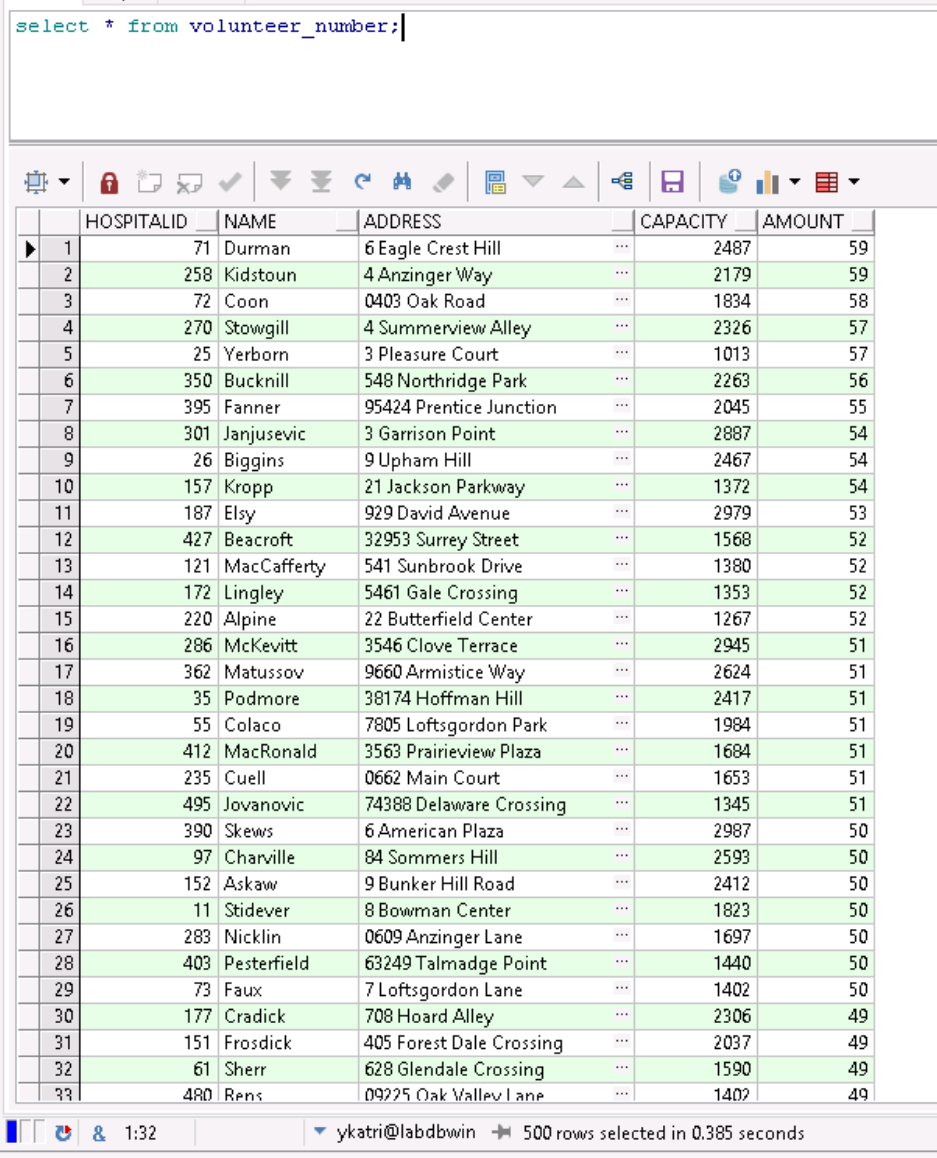 select * from volunteer_number;
HOSPITALID NAME ADDRESS CAPACITY AMOUNT
1 71 Durman 6 Eagle Crest Hill ... 2487 59
2 258 Kidstoun 4 Anzinger Way ... 2179 59
3 72 Coon 0403 Oak Road ... 1834 58
4 270 Stowgill 4 Summerview Alley ... 2326 57
5 25 Yerborn 3 Pleasure Court ... 1013 57
6 350 Bucknill 548 Northridge Park ... 2263 56
7 395 Fanner 95424 Prentice Junction ... 2045 55
8 301 Janjusevic 3 Garrison Point ... 2887 54
9 26 Biggins 9 Upham Hill ... 2467 54
10 157 Kropp 21 Jackson Parkway ... 1372 54
11 187 Elsy 929 David Avenue ... 2979 53
12 427 Beacroft 32953 Surrey Street ... 1568 52
13 121 MacCafferty 541 Sunbrook Drive ... 1380 52
14 172 Lingley 5461 Gale Crossing ... 1353 52
15 220 Alpine 22 Butterfield Center ... 1267 52
16 286 McKevitt 3546 Clove Terrace ... 2945 51
17 362 Matussov 9660 Armistice Way ... 2624 51
18 35 Podmore 38174 Hoffman Hill ... 2417 51
19 55 Colaco 7805 Loftsgordon Park ... 1984 51
20 412 MacRonald 3563 Prairieview Plaza ... 1684 51
21 235 Cuell 0662 Main Court ... 1653 51
22 495 Jovanovic 74388 Delaware Crossing ... 1345 51
23 390 Skews 6 American Plaza ... 2987 50
24 97 Charville 84 Sommers Hill ... 2593 50
25 152 Askaw 9 Bunker Hill Road ... 2412 50
26 11 Stidever 8 Bowman Center ... 1823 50
27 283 Nicklin 0609 Anzinger Lane ... 1697 50
28 403 Pesterfield 63249 Talmadge Point ... 1440 50
29 73 Faux 7 Loftsgordon Lane ... 1402 50
30 177 Cradick 708 Hoard Alley ... 2306 49
31 151 Frosdick 405 Forest Dale Crossing ... 2037 49
32 61 Sherr 628 Glendale Crossing ... 1590 49
33 480 Rens 09225 Oak Valley Lane ... 1402 49
& 1:32 ykatri@labdbwin 500 rows selected in 0.385 seconds